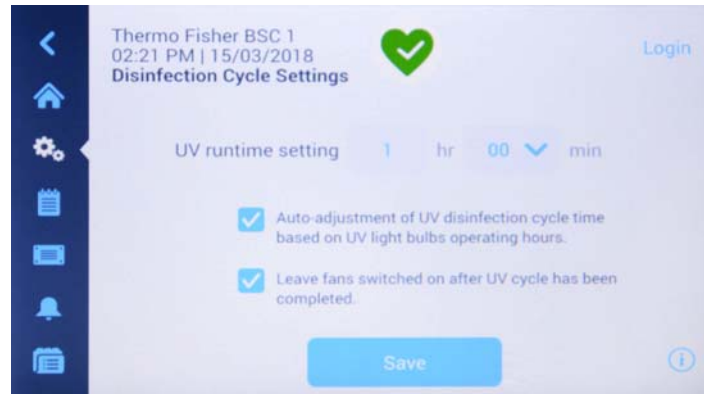 Thermo Fisher BSC 1
02:21 PM | 15/03/2018
Disinfection Cycle Settings
Login
UV runtime setting 1 hr 00 min
Auto-adjustment of UV disinfection cycle time
based on UV light bulbs operating hours.
Leave fans switched on after UV cycle has been
completed.
Save